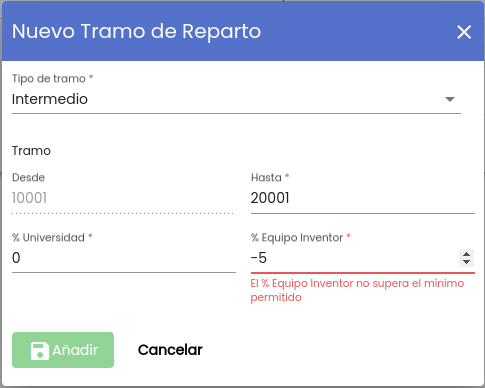 Nuevo Tramo de Reparto
Tipo de tramo *
Intermedio
Tramo
Desde
Hasta *
10001
20001
% Universidad *
% Equipo Inventor *
0
-5
El % Equipo Inventor no supera el mínimo
permitido
Añadir
Cancelar